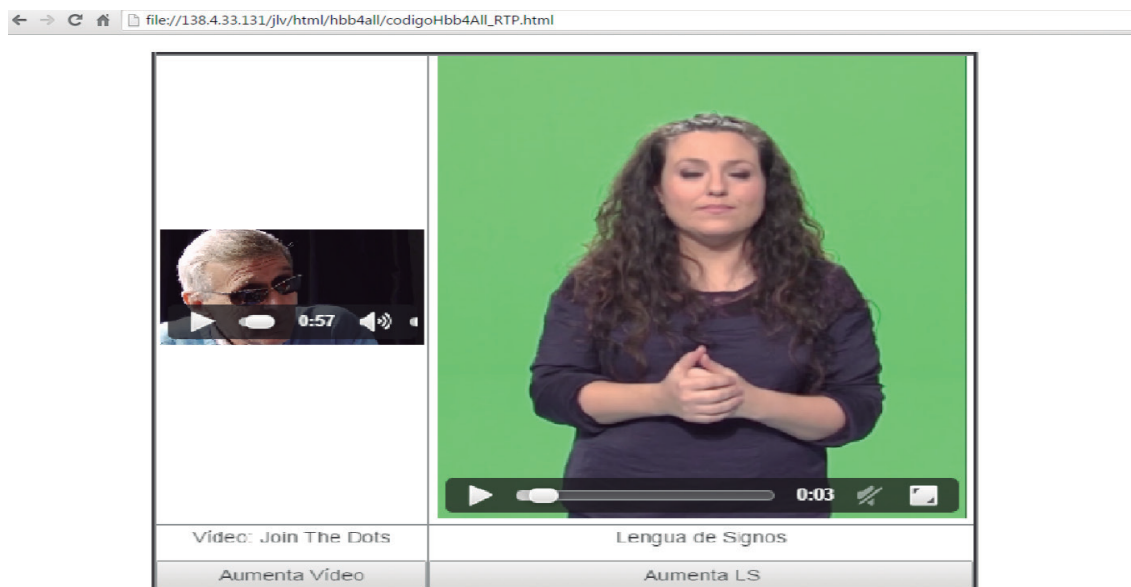 file://138.4.33.131/jlv/html/hbb4all/codigoHbb4All_RTP.html
0:57
0:03
Vídeo: Join The Dots
Lengua de Signos
Aumenta Vídeo
Aumenta LS